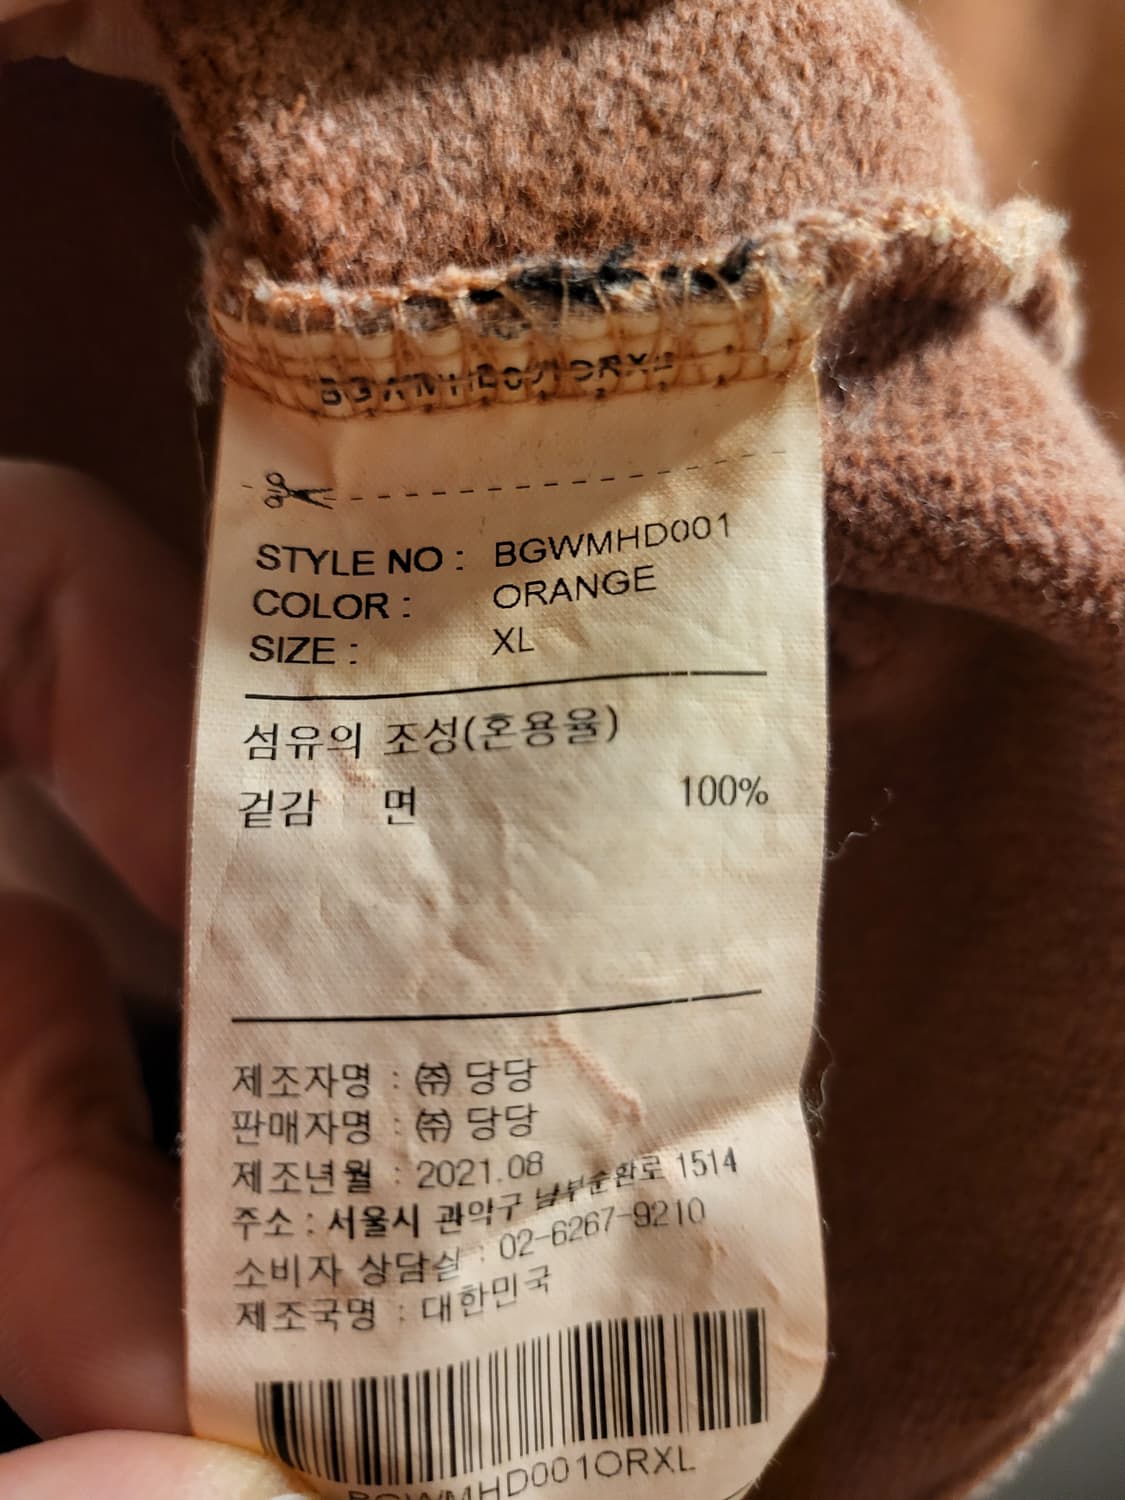 STYLE NO : BGWMHD001
COLOR : ORANGE
SIZE : XL
섬유의 조성(혼용율)
겉감 면 100%
제조자명 : ㈜ 당당
판매자명 : ㈜ 당당
제조년월 : 2021.08
주소 : 서울시 관악구 남부순환로 1514
소비자 상담실 : 02-6267-9210
제조국명 : 대한민국
BGWMHD001ORXL